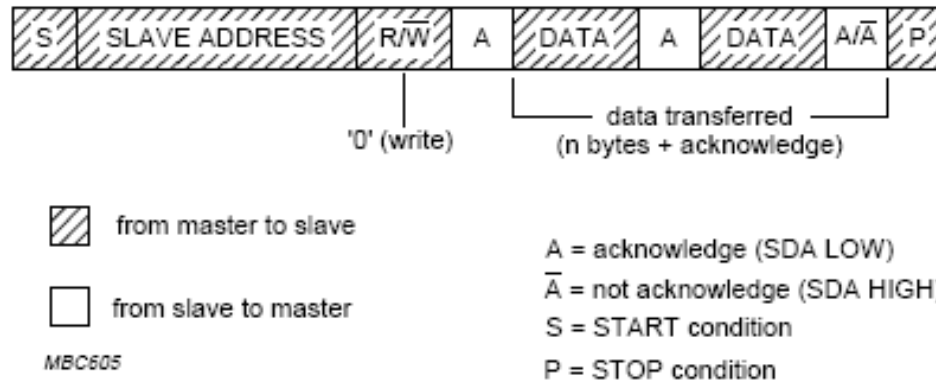 S SLAVE ADDRESS R/W̅ A DATA A DATA A/A̅ P
'0' (write)
data transferred
(n bytes + acknowledge)
from master to slave
from slave to master
A = acknowledge (SDA LOW)
A̅ = not acknowledge (SDA HIGH)
S = START condition
P = STOP condition
MBC605